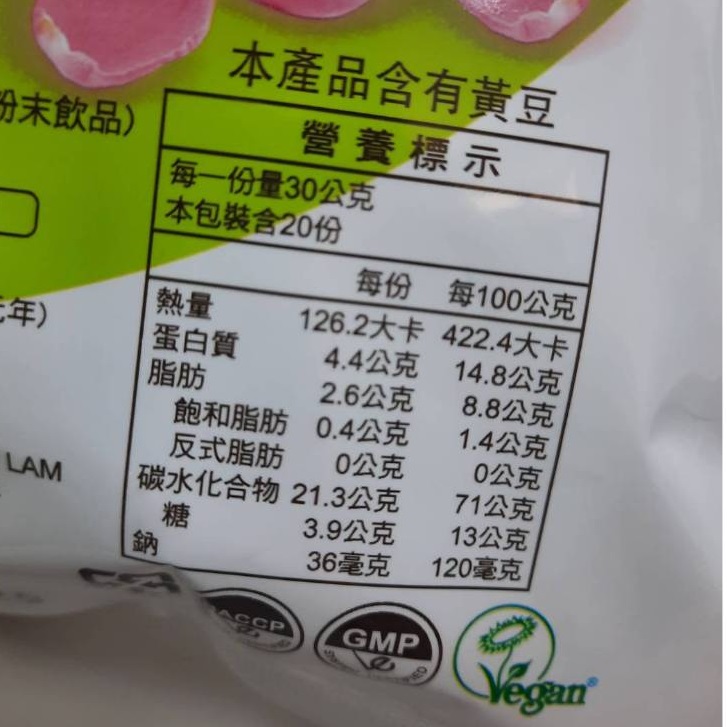 本產品含有黃豆
粉末飲品)
營養標示
每一份量30公克
本包裝含20份
每份 每100公克
熱量 126.2大卡 422.4大卡
蛋白質 4.4公克 14.8公克
脂肪 2.6公克 8.8公克
飽和脂肪 0.4公克 1.4公克
反式脂肪 0公克 0公克
碳水化合物 21.3公克 71公克
糖 3.9公克 13公克
鈉 36毫克 120毫克
年)
LAM
ACCP
GMP
Vegan®